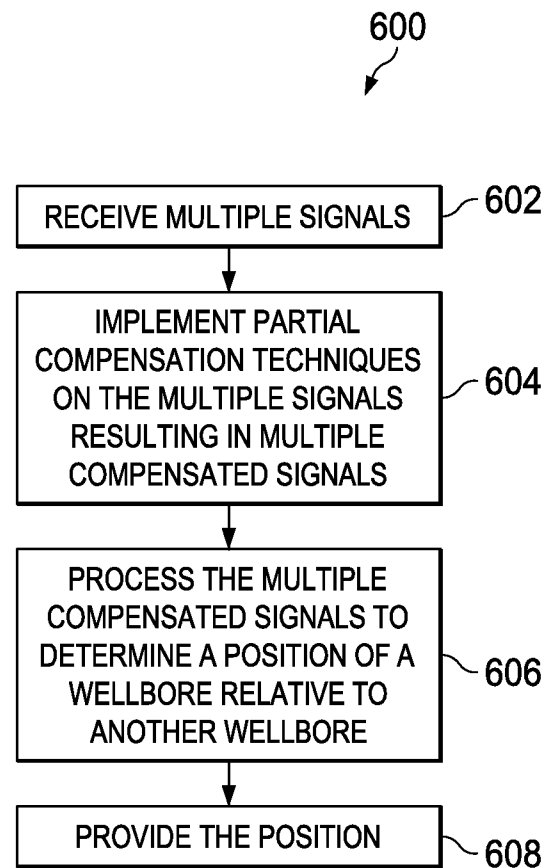 600
RECEIVE MULTIPLE SIGNALS
602
IMPLEMENT PARTIAL
COMPENSATION TECHNIQUES
ON THE MULTIPLE SIGNALS
RESULTING IN MULTIPLE
COMPENSATED SIGNALS
604
PROCESS THE MULTIPLE
COMPENSATED SIGNALS TO
DETERMINE A POSITION OF A
WELLBORE RELATIVE TO
ANOTHER WELLBORE
606
PROVIDE THE POSITION
608